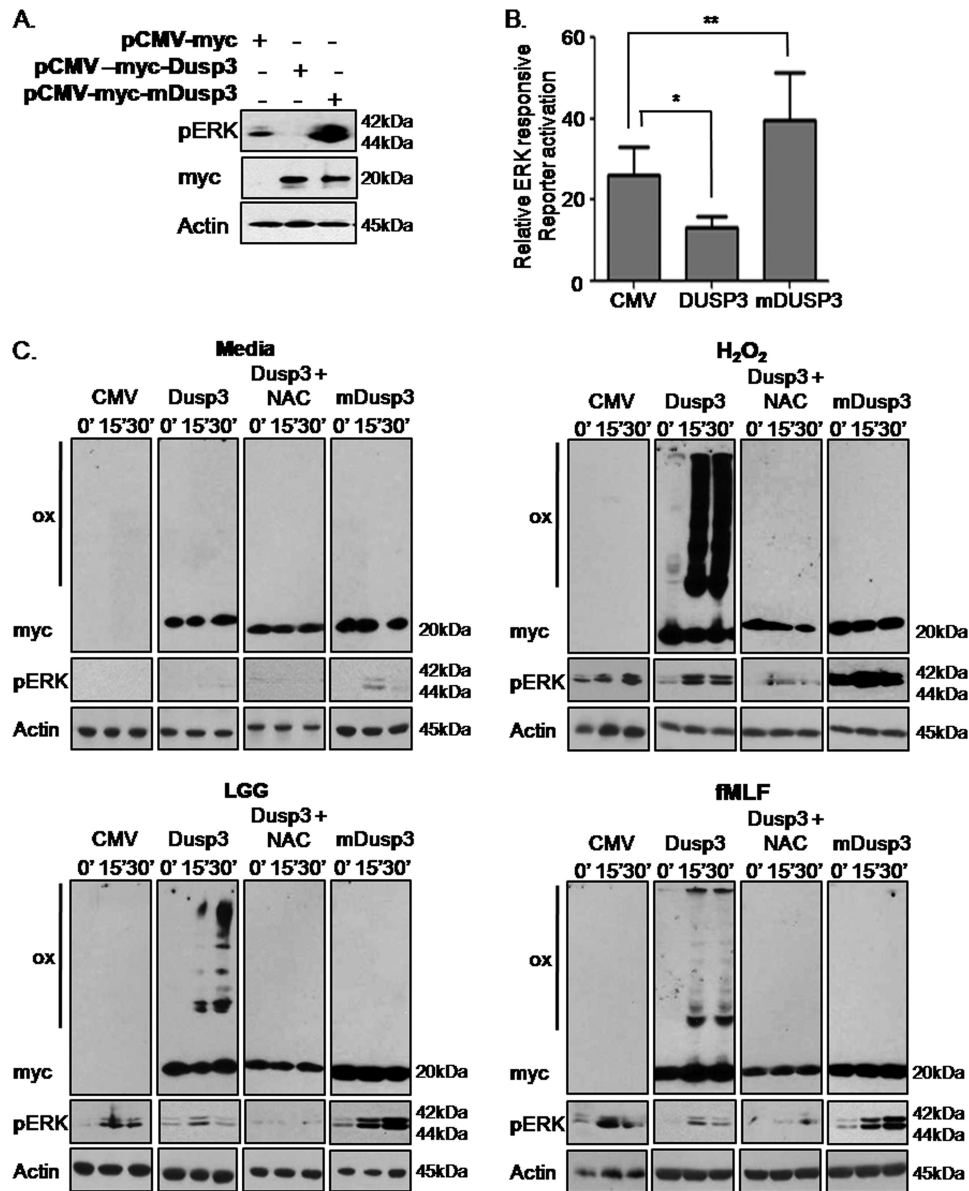 A.
pCMV-myc + - -
pCMV-myc-Dusp3 - + -
pCMV-myc-mDusp3 - - +
pERK 42kDa
44kDa
myc 20kDa
Actin 45kDa
B.
** 
*
60
40
20
0
Relative ERK responsive
Reporter activation
CMV DUSP3 mDUSP3
C.
Media
CMV Dusp3 Dusp3 + NAC mDusp3
0' 15'30' 0' 15'30' 0' 15'30' 0' 15'30'
ox
myc 20kDa
pERK 42kDa
44kDa
Actin 45kDa
H2O2
CMV Dusp3 Dusp3 + NAC mDusp3
0' 15'30' 0' 15'30' 0' 15'30' 0' 15'30'
ox
myc 20kDa
pERK 42kDa
44kDa
Actin 45kDa
LGG
CMV Dusp3 Dusp3 + NAC mDusp3
0' 15'30' 0' 15'30' 0' 15'30' 0' 15'30'
ox
myc 20kDa
pERK 42kDa
44kDa
Actin 45kDa
fMLF
CMV Dusp3 Dusp3 + NAC mDusp3
0' 15'30' 0' 15'30' 0' 15'30' 0' 15'30'
ox
myc 20kDa
pERK 42kDa
44kDa
Actin 45kDa